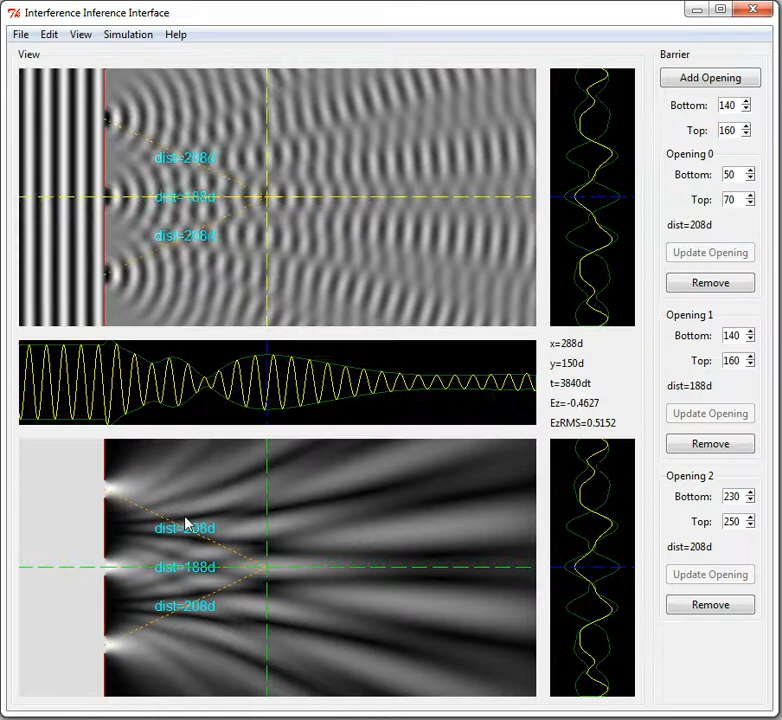 Interference Inference Interface
File Edit View Simulation Help
View
dist=208d
dist=188d
dist=208d
x=288d
y=150d
t=3840dt
Ez=-0.4627
EzRMS=0.5152
dist=208d
dist=188d
dist=208d
Barrier
Add Opening
Bottom: 140
Top: 160
Opening 0
Bottom: 50
Top: 70
dist=208d
Update Opening
Remove
Opening 1
Bottom: 140
Top: 160
dist=188d
Update Opening
Remove
Opening 2
Bottom: 230
Top: 250
dist=208d
Update Opening
Remove